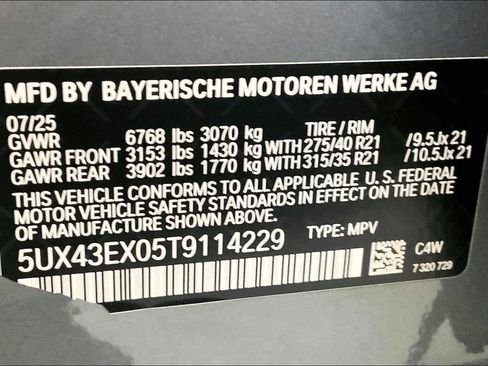 MFD BY BAYERISCHE MOTOREN WERKE AG
07/25 TIRE / RIM
GVWR 6768 lbs 3070 kg
GAWR FRONT 3153 lbs 1430 kg WITH 275/40 R21 /9.5Jx21
GAWR REAR 3902 lbs 1770 kg WITH 315/35 R21 /10.5Jx21
THIS VEHICLE CONFORMS TO ALL APPLICABLE U. S. FEDERAL
MOTOR VEHICLE SAFETY STANDARDS IN EFFECT ON THE DATE
OF MANUFACTURE SHOWN ABOVE.
5UX43EX05T9114229 TYPE: MPV
C4W
7 320 729